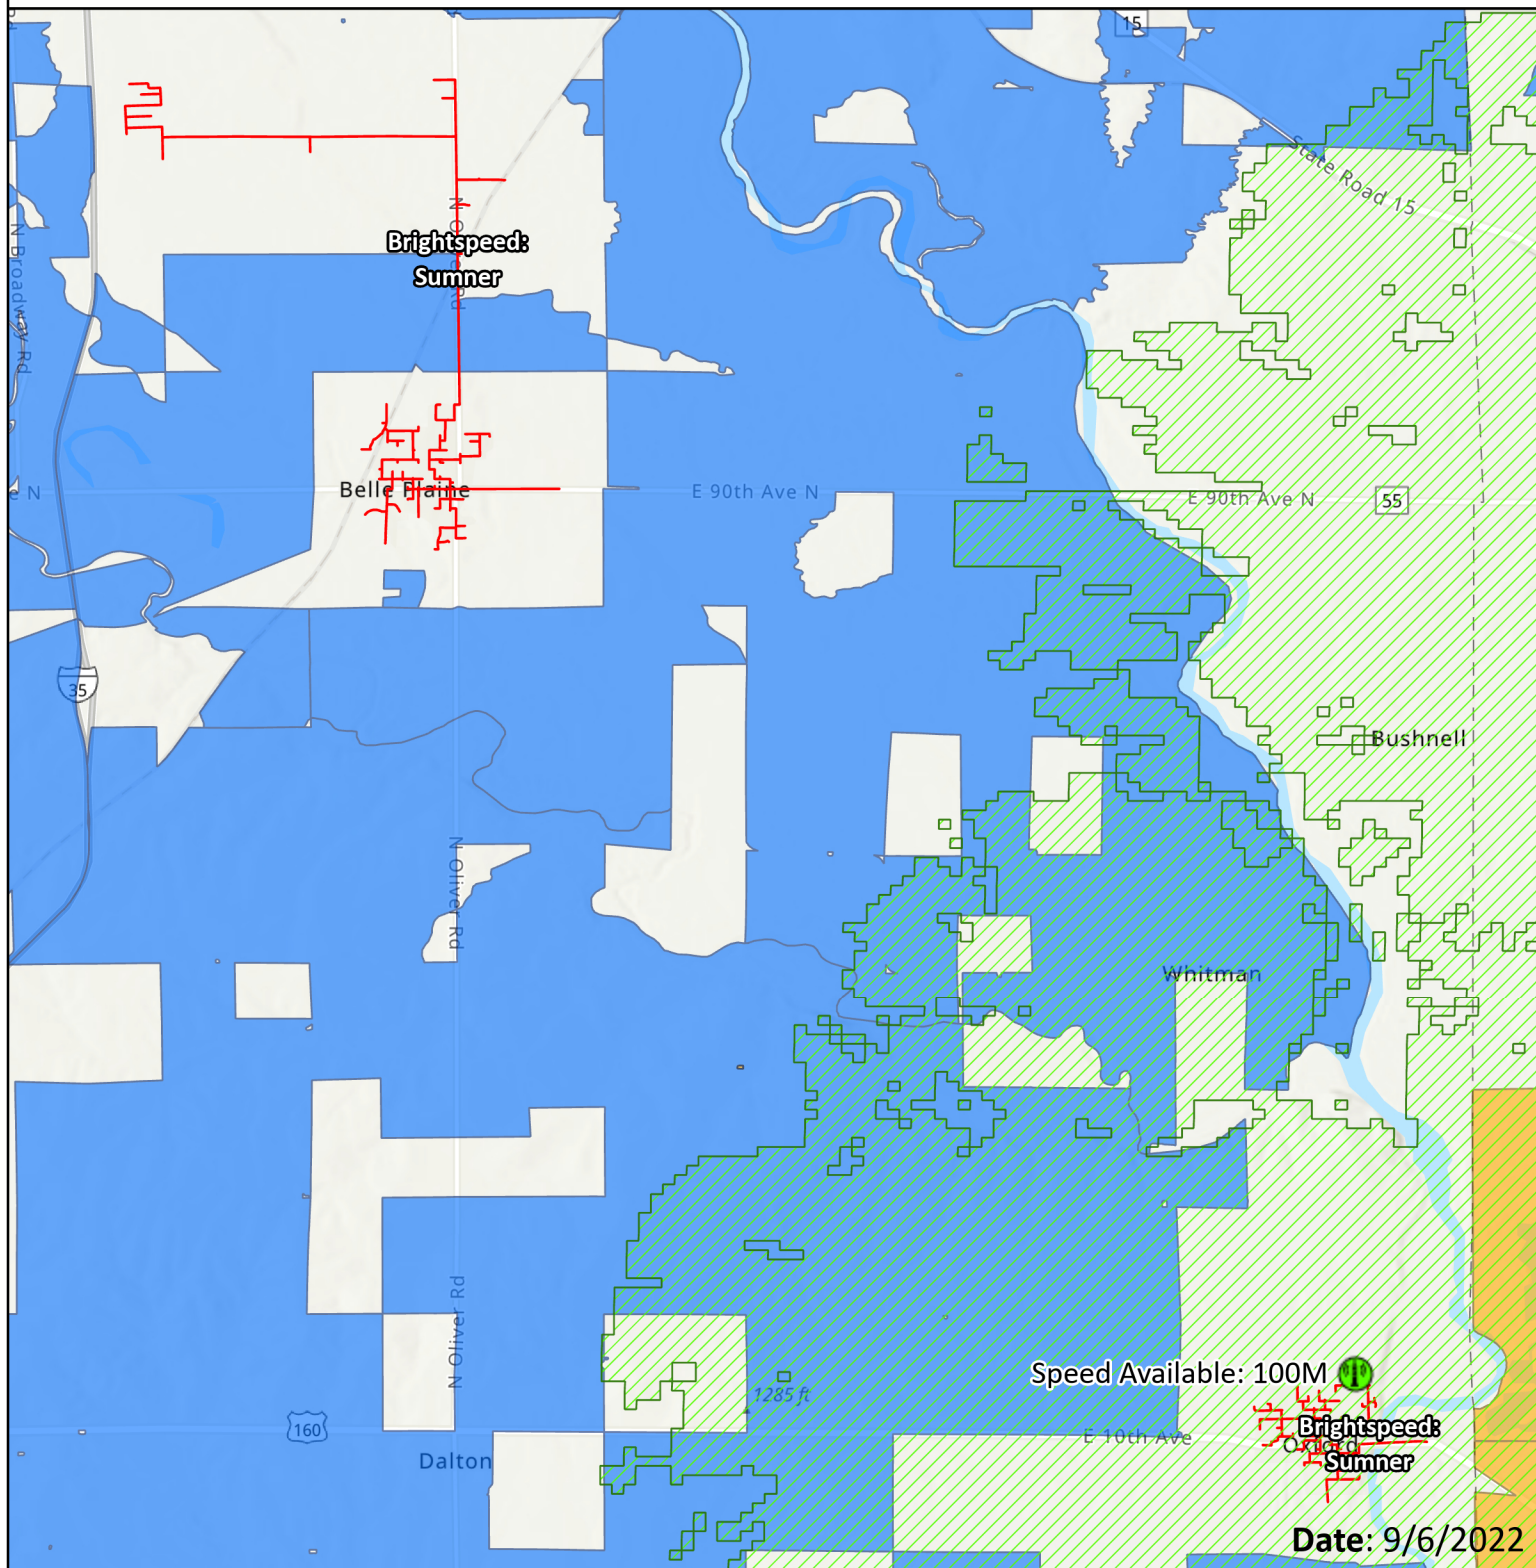 15
State Road 15
N Broadway Rd
N Oliver Rd
Brightspeed:
Sumner
Belle Plaine
N
E 90th Ave N
E 90th Ave N
55
35
Bushnell
N Oliver Rd
Whitman
N Oliver Rd
Speed Available: 100M
1285 ft
160
E 10th Ave
Brightspeed:
Oxford
Sumner
Dalton
Date: 9/6/2022